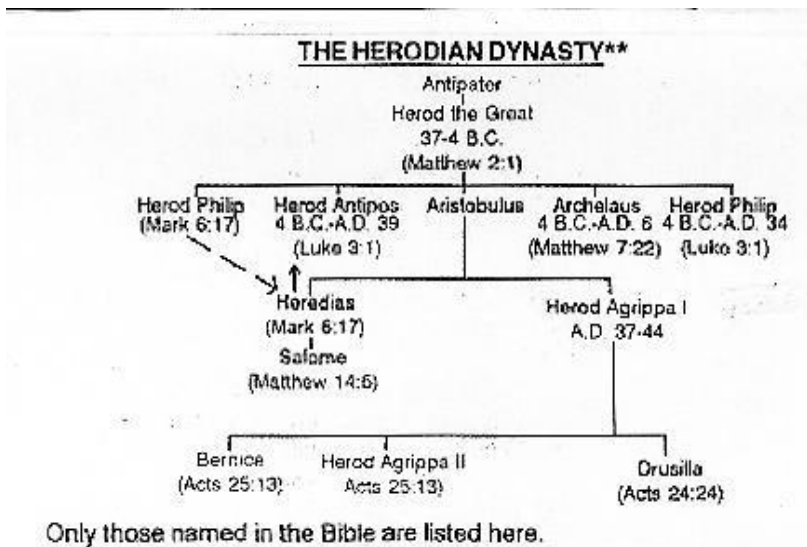 THE HERODIAN DYNASTY**
Antipater
Herod the Great
37-4 B.C.
(Matthew 2:1)
Herod Philip Herod Antipos Aristobulus Archelaus Herod Philip
(Mark 6:17) 4 B.C.-A.D. 39 4 B.C.-A.D. 6 4 B.C.-A.D. 34
(Luke 3:1) (Matthew 7:22) (Luke 3:1)
Heredias Herod Agrippa I
(Mark 6:17) A.D. 37-44
Salome
(Matthew 14:6)
Bernice Herod Agrippa II Drusilla
(Acts 25:13) Acts 25:13) (Acts 24:24)
Only those named in the Bible are listed here.